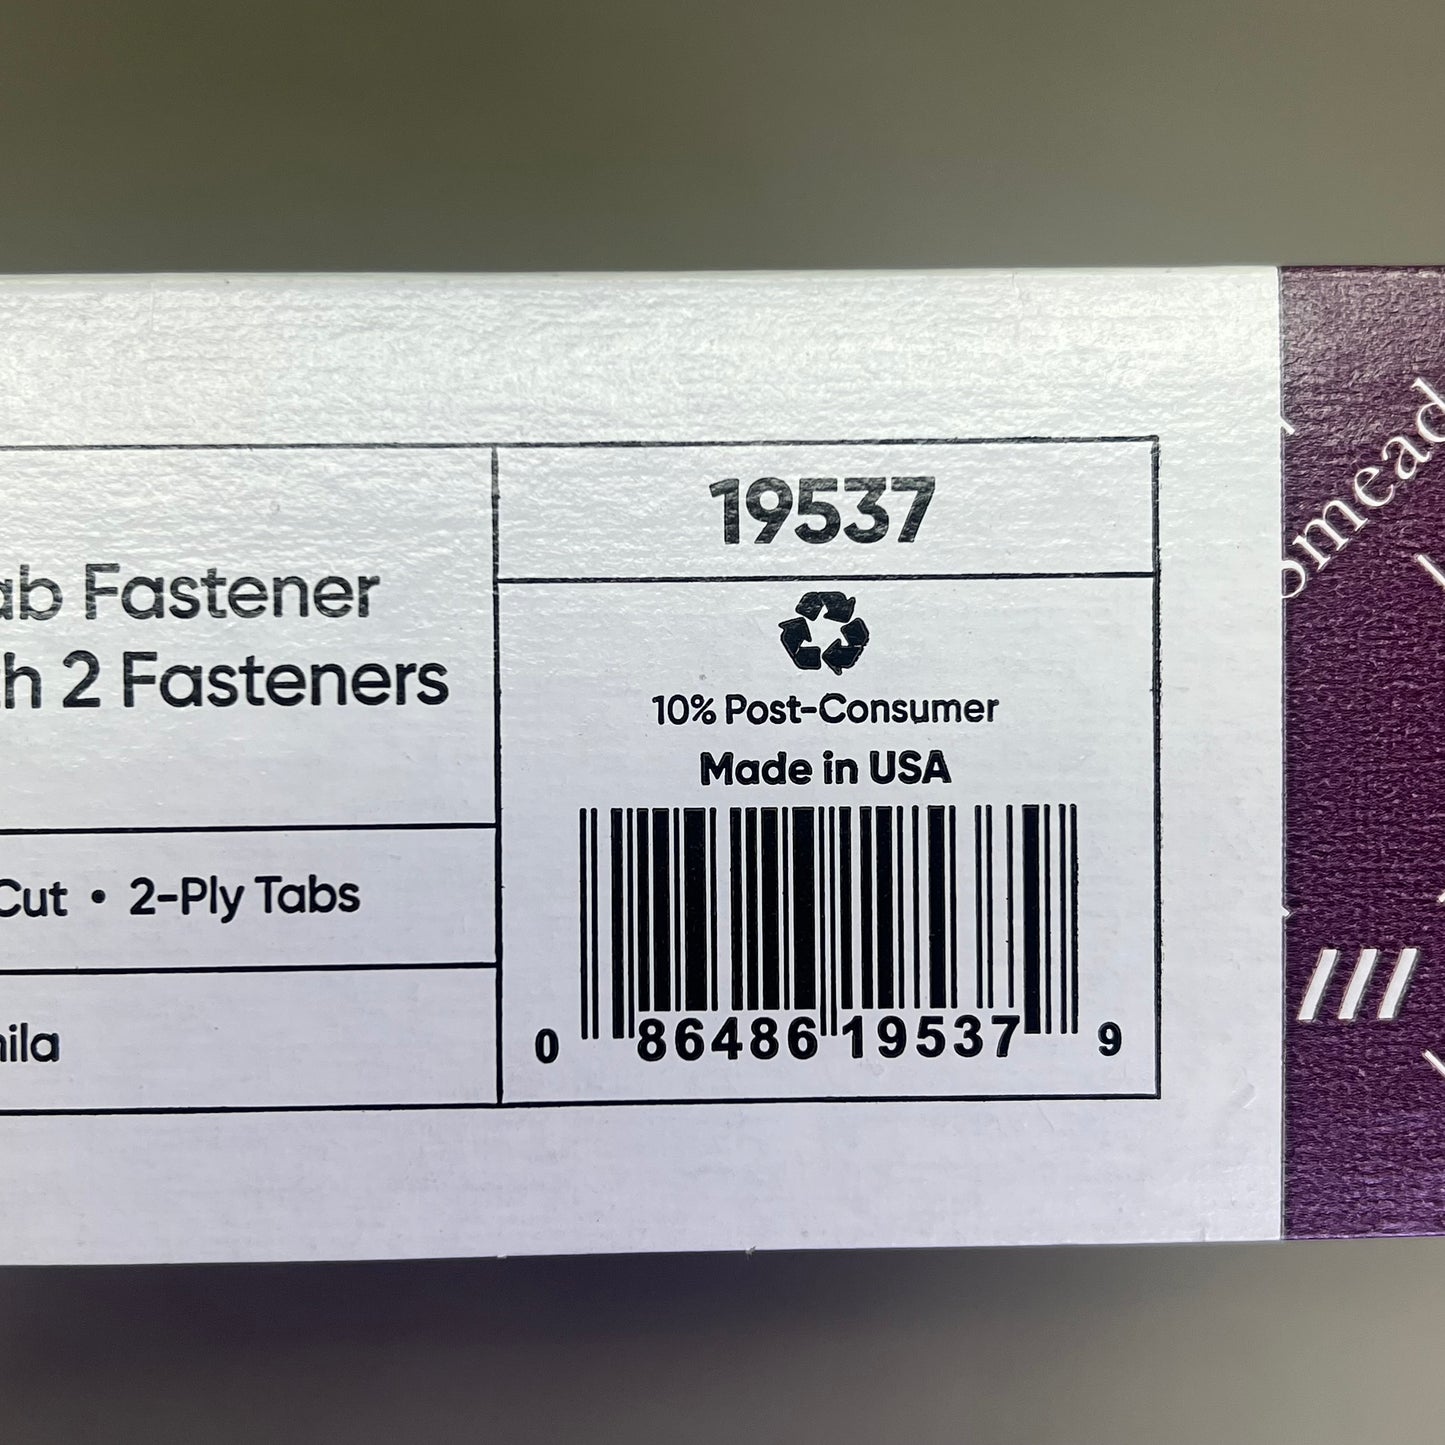 19537
ab Fastener
th 2 Fasteners
10% Post-Consumer
Made in USA
Cut • 2-Ply Tabs
nila
0 86486 19537 9
Smead